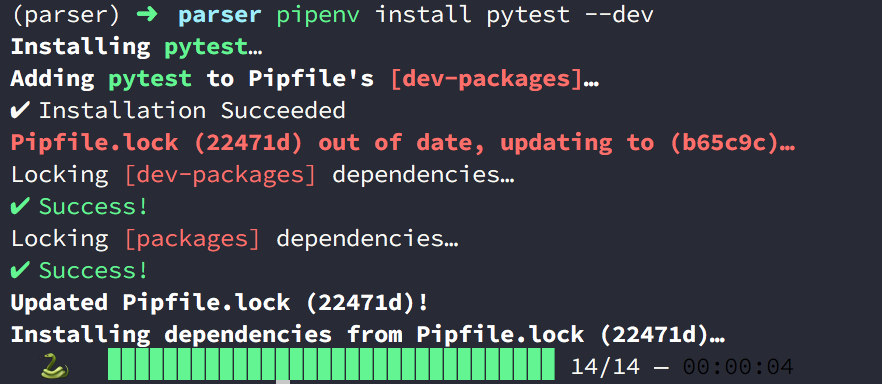 (parser) ➜ parser pipenv install pytest --dev
Installing pytest…
Adding pytest to Pipfile's [dev-packages]…
✔ Installation Succeeded
Pipfile.lock (22471d) out of date, updating to (b65c9c)…
Locking [dev-packages] dependencies…
✔ Success!
Locking [packages] dependencies…
✔ Success!
Updated Pipfile.lock (22471d)!
Installing dependencies from Pipfile.lock (22471d)…
14/14 — 00:00:04